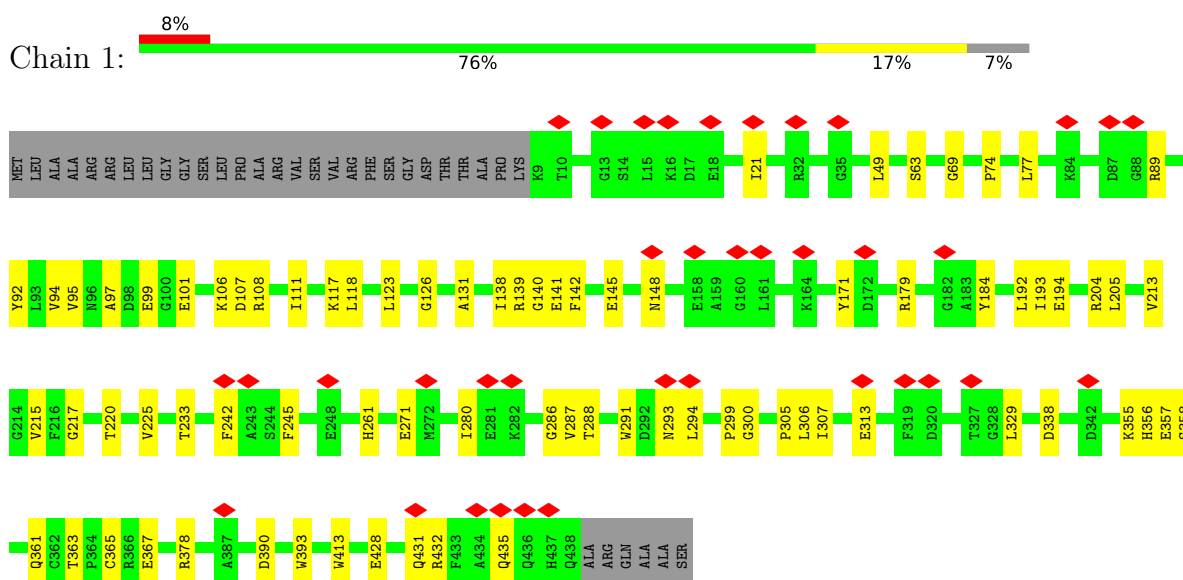 8%
Chain 1:
76% 17% 7%
MET LEU ALA ALA ARG ARG LEU LEU GLY GLY SER LEU PRO ALA ARG VAL SER VAL ARG PHE SER GLY ASP THR THR ALA PRO LYS K9 T10 G13 S14 L15 K16 D17 E18 I21 R32 G35 L49 S63 G69 P74 L77 K84 D87 G88 R89
Y92 L93 V94 V95 N96 A97 D98 E99 G100 E101 K106 D107 R108 I111 K117 L118 L123 G126 A131 I138 R139 G140 E141 F142 E145 N148 E158 A159 G160 L161 K164 Y171 D172 R179 G182 A183 Y184 L192 I193 E194 R204 L205 V213
G214 V215 F216 G217 T220 V225 T233 F242 A243 S244 F245 E248 H261 E271 M272 I280 E281 K282 G286 V287 T288 W291 D292 N293 L294 P299 G300 P305 L306 I307 E313 F319 D320 T327 G328 L329 D338 D342 K355 H356 E357 S358
Q361 C362 T363 P364 C365 R366 E367 R378 A387 D390 W393 W413 E428 Q431 R432 F433 A434 Q435 Q436 H437 Q438 ALA ARG GLN ALA ALA SER